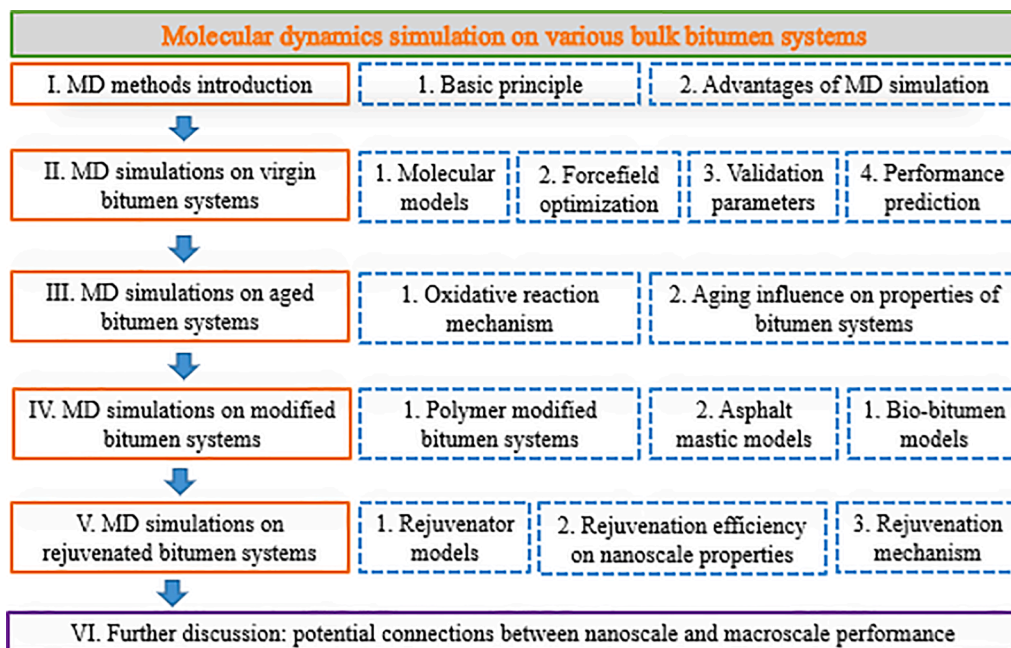 Molecular dynamics simulation on various bulk bitumen systems
I. MD methods introduction
1. Basic principle
2. Advantages of MD simulation
II. MD simulations on virgin
bitumen systems
1. Molecular
models
2. Forcefield
optimization
3. Validation
parameters
4. Performance
prediction
III. MD simulations on aged
bitumen systems
1. Oxidative reaction
mechanism
2. Aging influence on properties of
bitumen systems
IV. MD simulations on modified
bitumen systems
1. Polymer modified
bitumen systems
2. Asphalt
mastic models
1. Bio-bitumen
models
V. MD simulations on
rejuvenated bitumen systems
1. Rejuvenator
models
2. Rejuvenation efficiency
on nanoscale properties
3. Rejuvenation
mechanism
VI. Further discussion: potential connections between nanoscale and macroscale performance